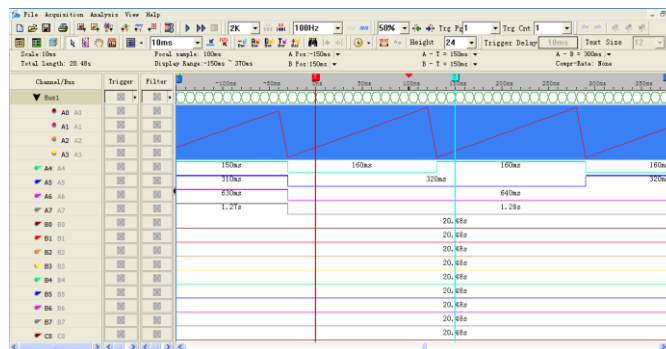 File Acquisition Analysis View Help
2K 100Hz 50% Trg Pg 1 Trg Cnt 1
10ms Height 24 Trigger Delay 10ms Text Size 12
Scale:10ms Focal sample: 100ms A Pos:-150ms A - T = 150ms A - B = 300ms
Total length: 20.48s Display Range:-150ms ~ 370ms B Pos:150ms B - T = 150ms Compr-Rate: None
Channel/Bus Trigger Filter -100ms -50ms 0ns 50ms 100ms 150ms 200ms 250ms 300ms 350ms
Bus1
A0 A0
A1 A1
A2 A2
A3 A3
A4 A4 150ms 160ms 160ms 160m
A5 A5 310ms 320ms 320m
A6 A6 630ms 640ms
A7 A7 1.27s 1.28s
B0 B0 20.48s
B1 B1 20.48s
B2 B2 20.48s
B3 B3 20.48s
B4 B4 20.48s
B5 B5 20.48s
B6 B6 20.48s
B7 B7 20.48s
C0 C0 20.48s